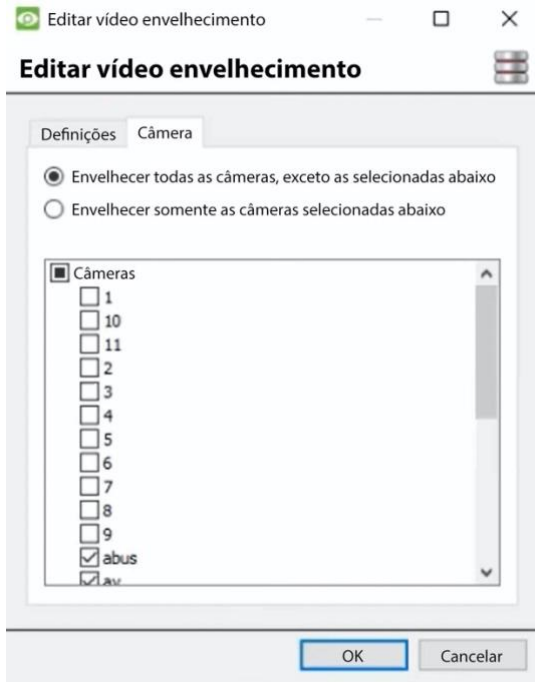 Editar vídeo envelhecimento
Editar vídeo envelhecimento
Definições Câmera
Envelhecer todas as câmeras, exceto as selecionadas abaixo
Envelhecer somente as câmeras selecionadas abaixo
Câmeras
1
10
11
2
3
4
5
6
7
8
9
abus
OK Cancelar